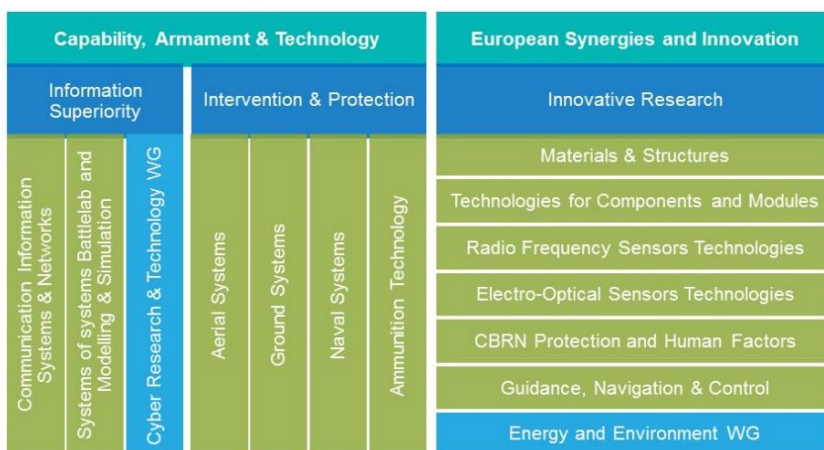 Capability, Armament & Technology
Information
Superiority
Intervention & Protection
Communication Information
Systems & Networks
Systems of systems Battlelab and
Modelling & Simulation
Cyber Research & Technology WG
Aerial Systems
Ground Systems
Naval Systems
Ammunition Technology
European Synergies and Innovation
Innovative Research
Materials & Structures
Technologies for Components and Modules
Radio Frequency Sensors Technologies
Electro-Optical Sensors Technologies
CBRN Protection and Human Factors
Guidance, Navigation & Control
Energy and Environment WG